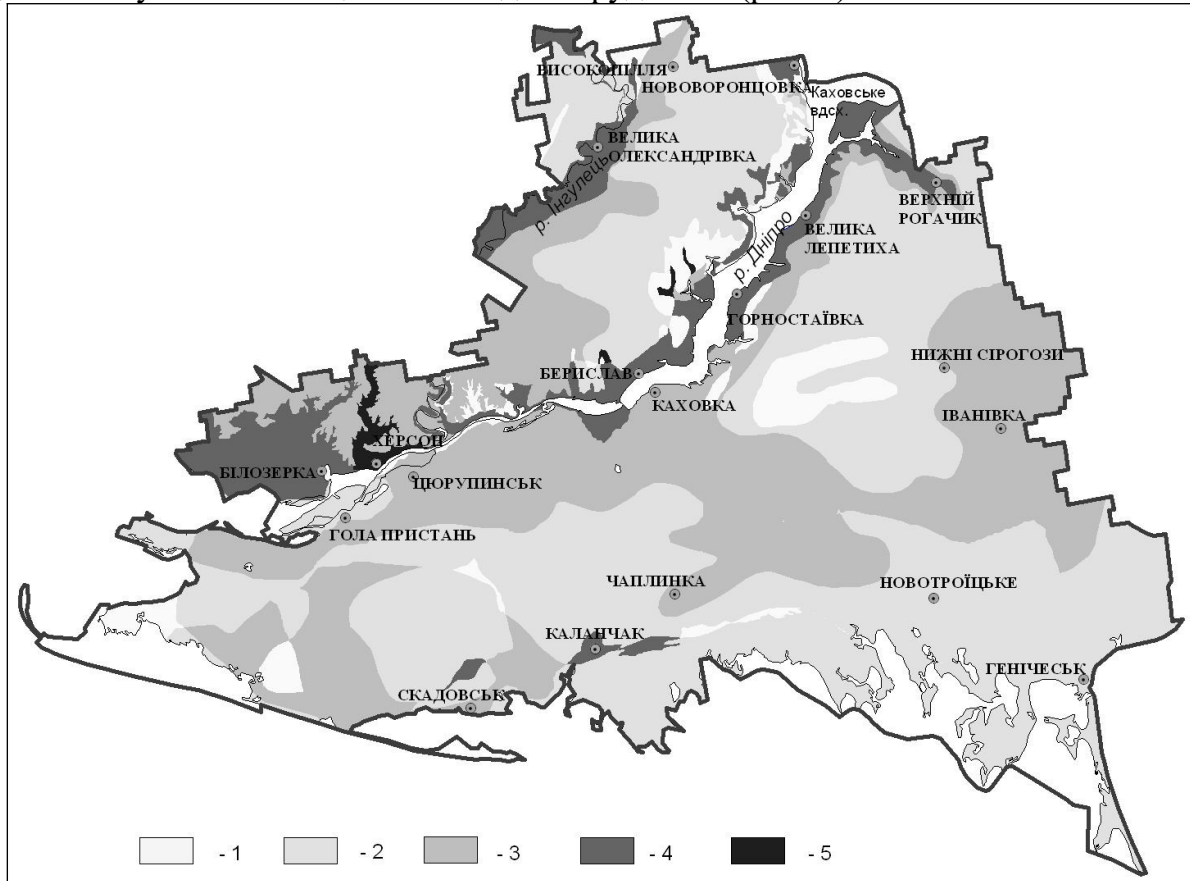 ВИСОКОПІЛЛЯ
НОВОВОРОНЦОВКА
Каховське
вдсх.
ВЕЛИКА
ОЛЕКСАНДРІВКА
р. Інгулець
ВЕРХНІЙ
РОГАЧИК
р. Дніпро
ВЕЛИКА
ЛЕПЕТИХА
ГОРНОСТАЇВКА
НИЖНІ СІРОГОЗИ
БЕРИСЛАВ
КАХОВКА
ІВАНІВКА
ХЕРСОН
БІЛОЗЕРКА
ЦЮРУПИНСЬК
ГОЛА ПРИСТАНЬ
ЧАПЛИНКА
НОВОТРОЇЦЬКЕ
КАЛАНЧАК
ГЕНІЧЕСЬК
СКАДОВСЬК
- 1 - 2 - 3 - 4 - 5